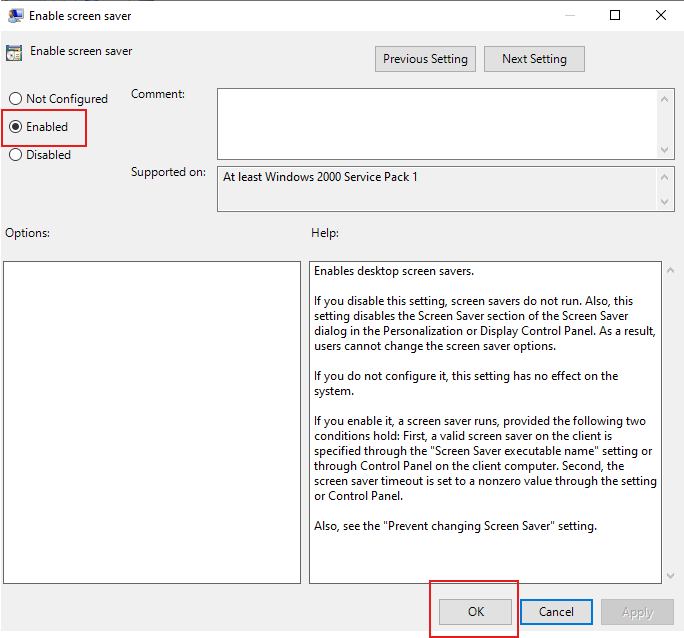 Enable screen saver
Enable screen saver
Previous Setting
Next Setting
Not Configured
Comment:
Enabled
Disabled
Supported on:
At least Windows 2000 Service Pack 1
Options:
Help:
Enables desktop screen savers.
If you disable this setting, screen savers do not run. Also, this
setting disables the Screen Saver section of the Screen Saver
dialog in the Personalization or Display Control Panel. As a result,
users cannot change the screen saver options.
If you do not configure it, this setting has no effect on the
system.
If you enable it, a screen saver runs, provided the following two
conditions hold: First, a valid screen saver on the client is
specified through the "Screen Saver executable name" setting or
through Control Panel on the client computer. Second, the
screen saver timeout is set to a nonzero value through the setting
or Control Panel.
Also, see the "Prevent changing Screen Saver" setting.
OK
Cancel
Apply